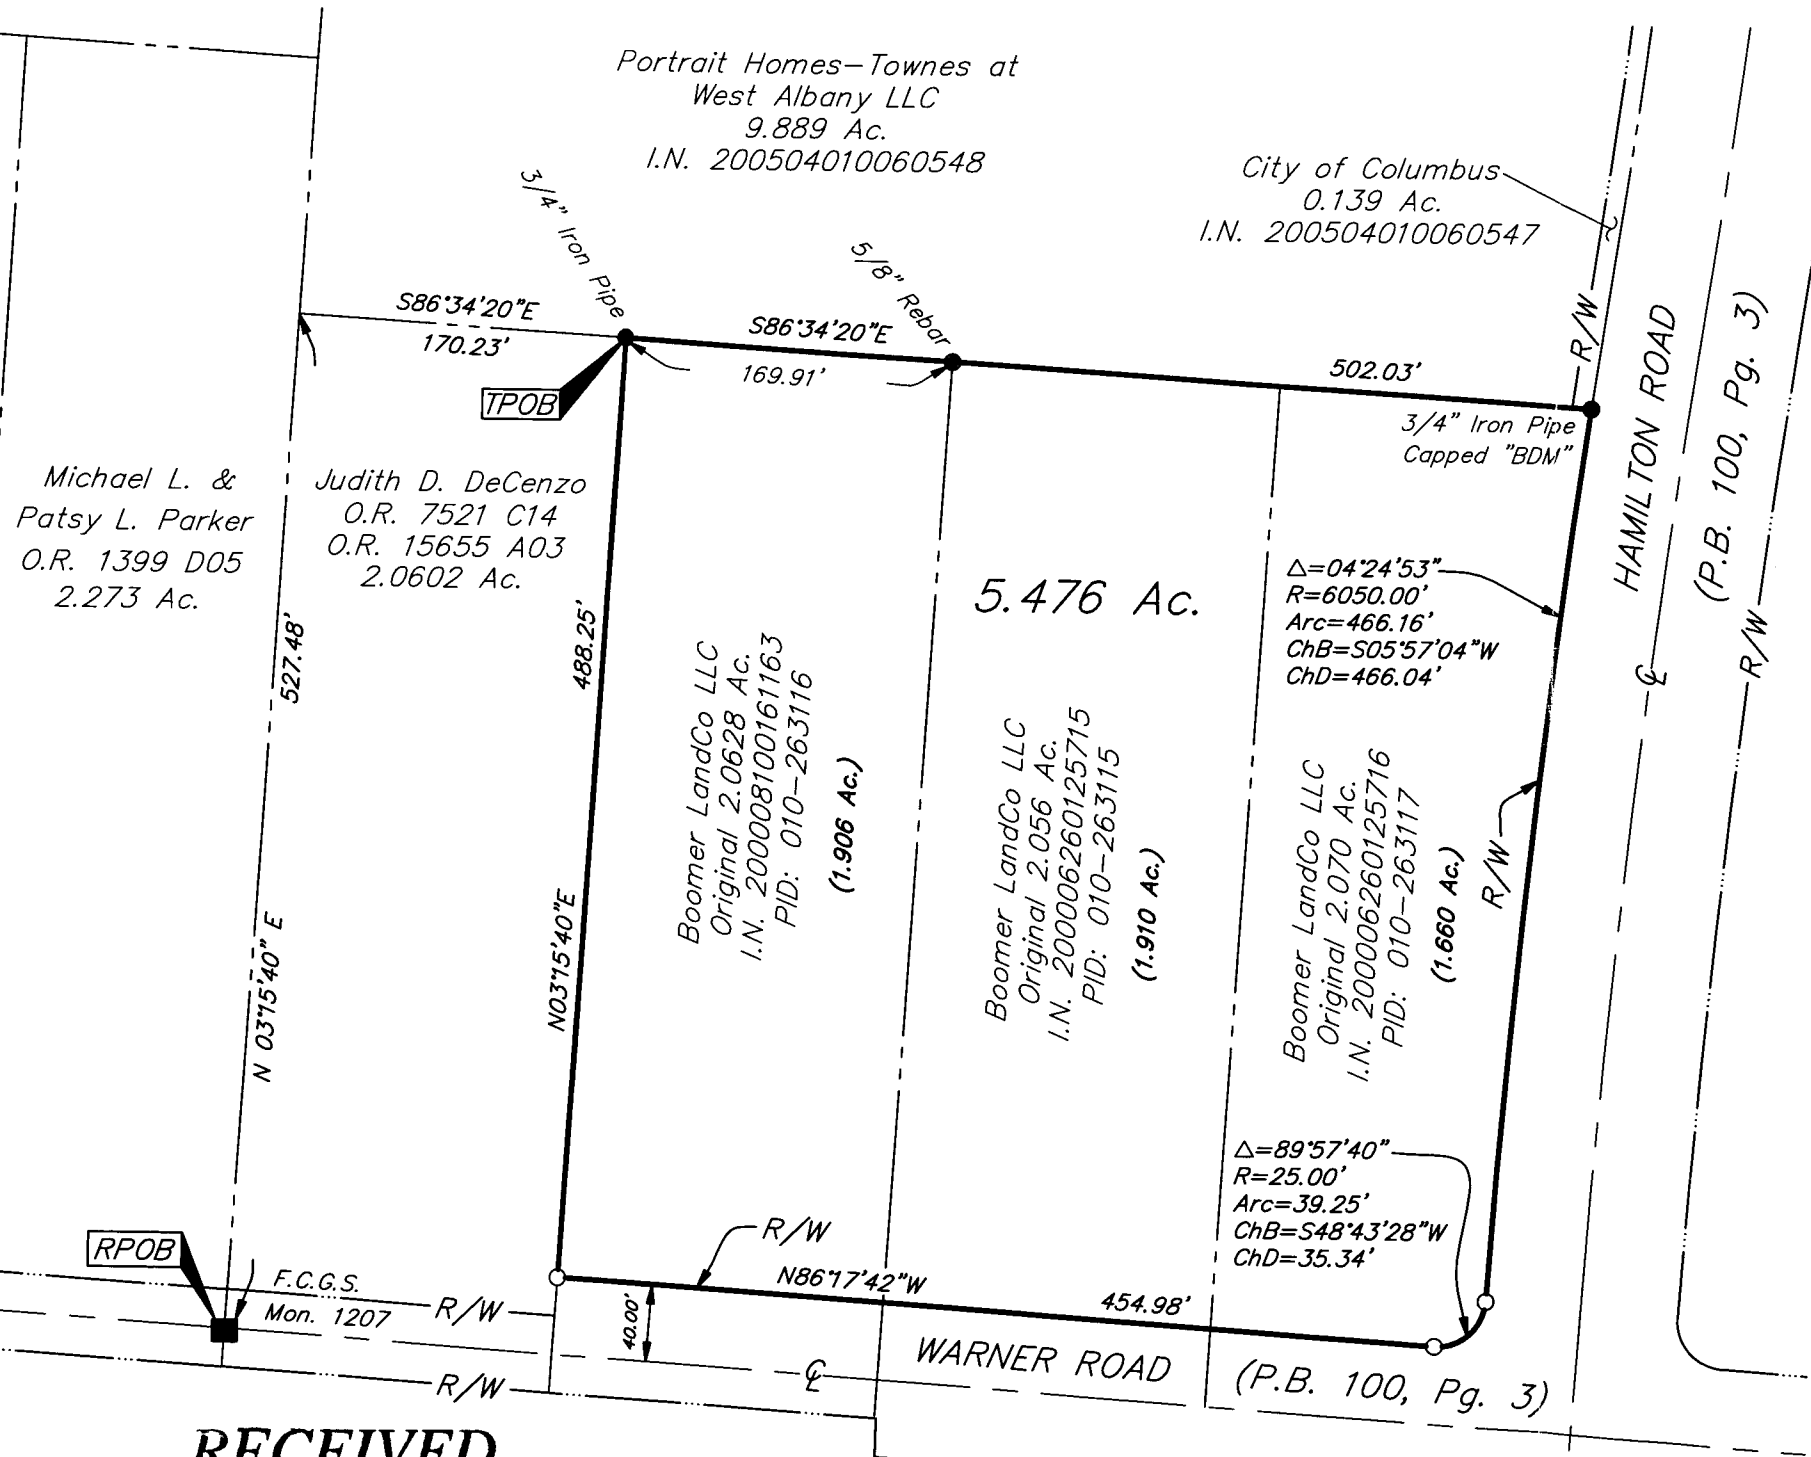 Portrait Homes-Townes at
West Albany LLC
9.889 Ac.
I.N. 200504010060548
City of Columbus
0.139 Ac.
I.N. 200504010060547
3/4" Iron Pipe
5/8" Rebar
S86°34'20"E
170.23'
S86°34'20"E
169.91'
502.03'
R/W
HAMILTON ROAD
(P.B. 100, Pg. 3)
TPOB
3/4" Iron Pipe
Capped "BDM"
Michael L. &
Patsy L. Parker
O.R. 1399 D05
2.273 Ac.
Judith D. DeCenzo
O.R. 7521 C14
O.R. 15655 A03
2.0602 Ac.
527.48'
N 03°15'40" E
488.25'
N03°15'40"E
5.476 Ac.
Δ=04°24'53"
R=6050.00'
Arc=466.16'
ChB=S05°57'04"W
ChD=466.04'
℄
R/W
Boomer LandCo LLC
Original 2.0628 Ac.
I.N. 200008100161163
PID: 010-263116
(1.906 Ac.)
Boomer LandCo LLC
Original 2.056 Ac.
I.N. 200006260125715
PID: 010-263115
(1.910 Ac.)
Boomer LandCo LLC
Original 2.070 Ac.
I.N. 200006260125716
PID: 010-263117
(1.660 Ac.)
R/W
Δ=89°57'40"
R=25.00'
Arc=39.25'
ChB=S48°43'28"W
ChD=35.34'
RPOB
F.C.G.S.
Mon. 1207
R/W
R/W
N86°17'42"W
454.98'
40.00'
℄
WARNER ROAD
(P.B. 100, Pg. 3)
R/W
RECEIVED